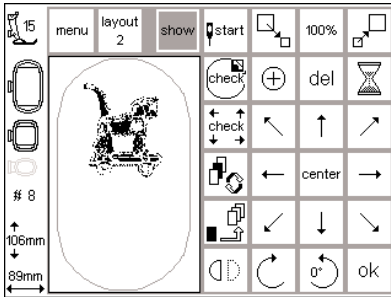 15
menu
layout
2
show
start
100%
check
del
check
center
# 8
106mm
89mm
0°
ok